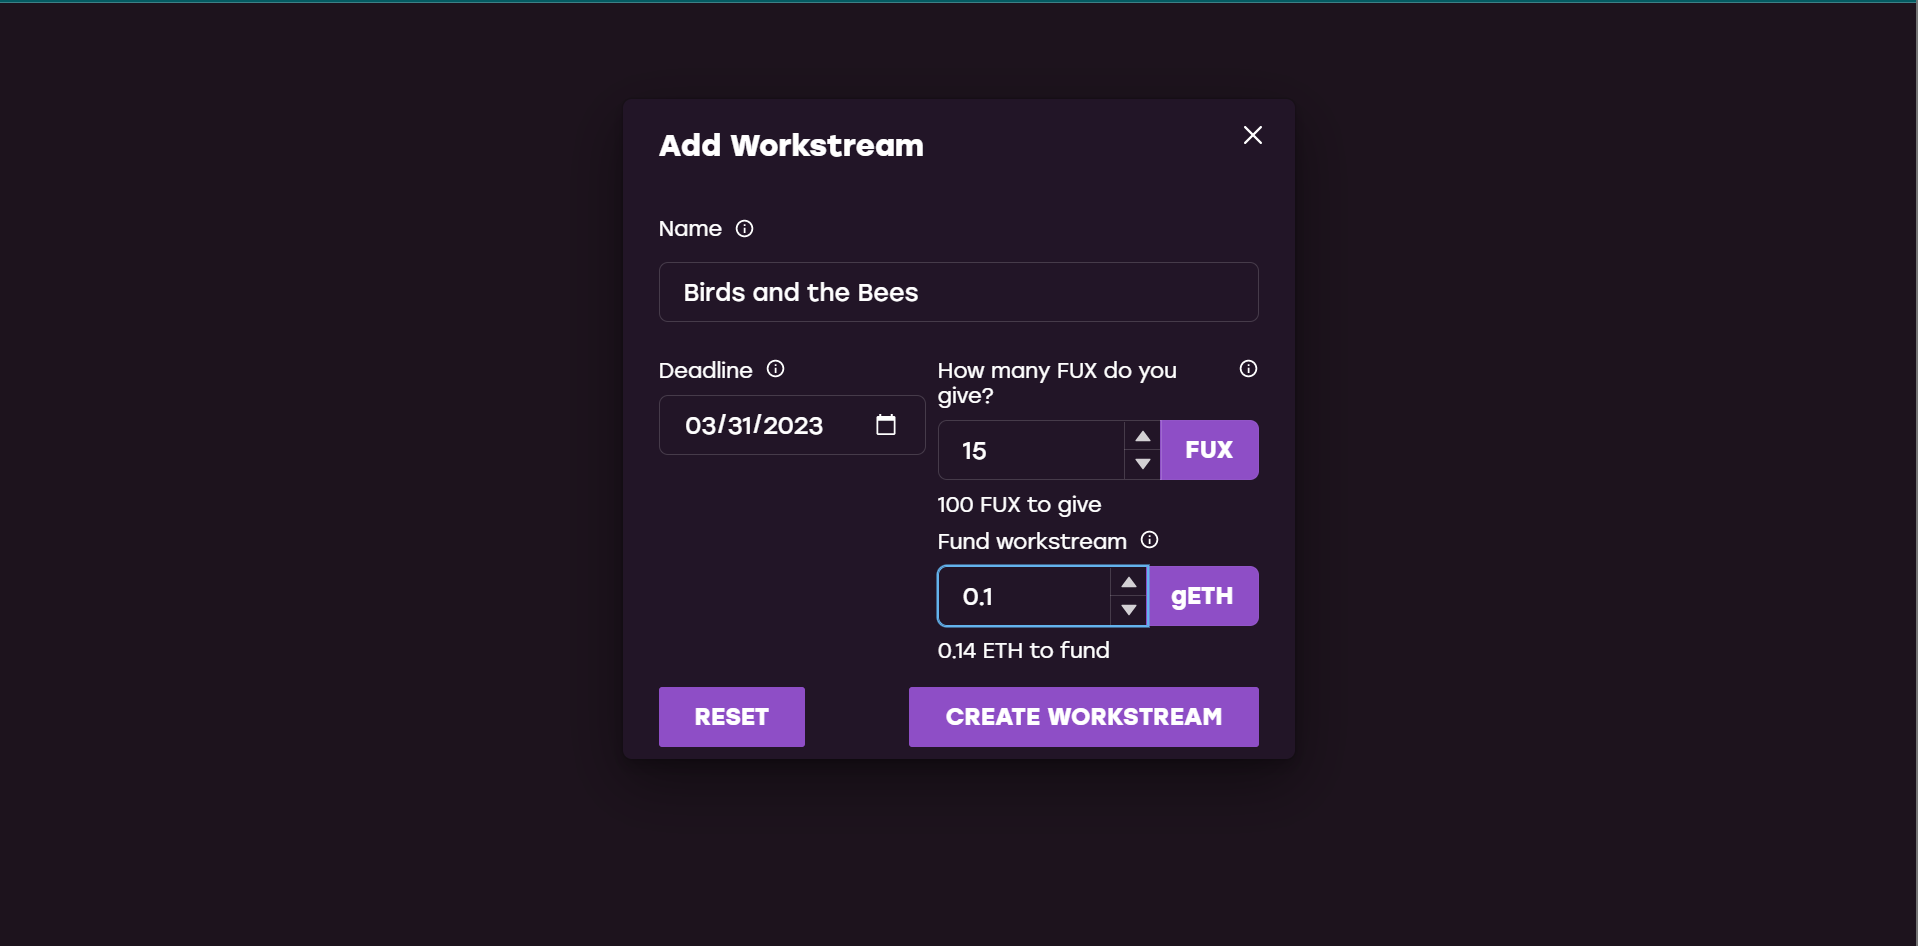 Add Workstream
Name
Birds and the Bees
Deadline
03/31/2023
How many FUX do you
give?
15
FUX
100 FUX to give
Fund workstream
0.1
gETH
0.14 ETH to fund
RESET
CREATE WORKSTREAM